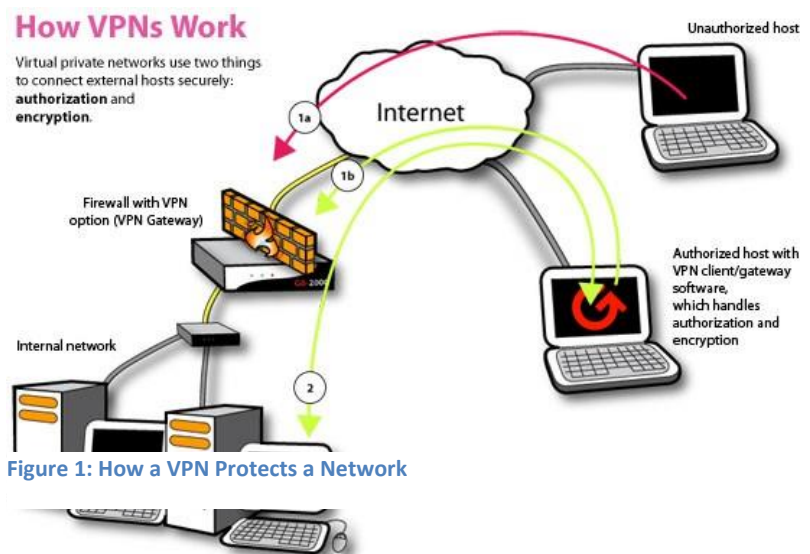 How VPNs Work
Virtual private networks use two things
to connect external hosts securely:
authorization and
encryption.
Unauthorized host
Internet
1a
1b
Firewall with VPN
option (VPN Gateway)
GB-2000
Authorized host with
VPN client/gateway
software,
which handles
authorization and
encryption
Internal network
2
Figure 1: How a VPN Protects a Network